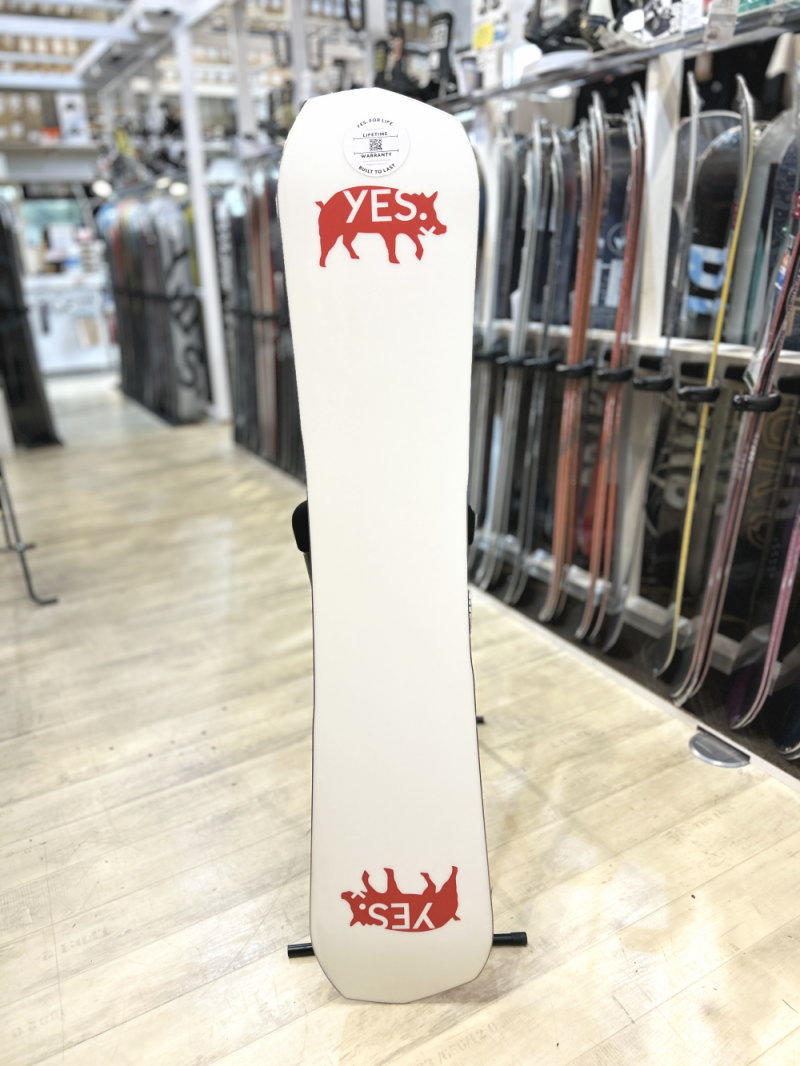 YES. FOR LIFE
LIFETIME
WARRANTY
BUILT TO LAST
YES.
YES.